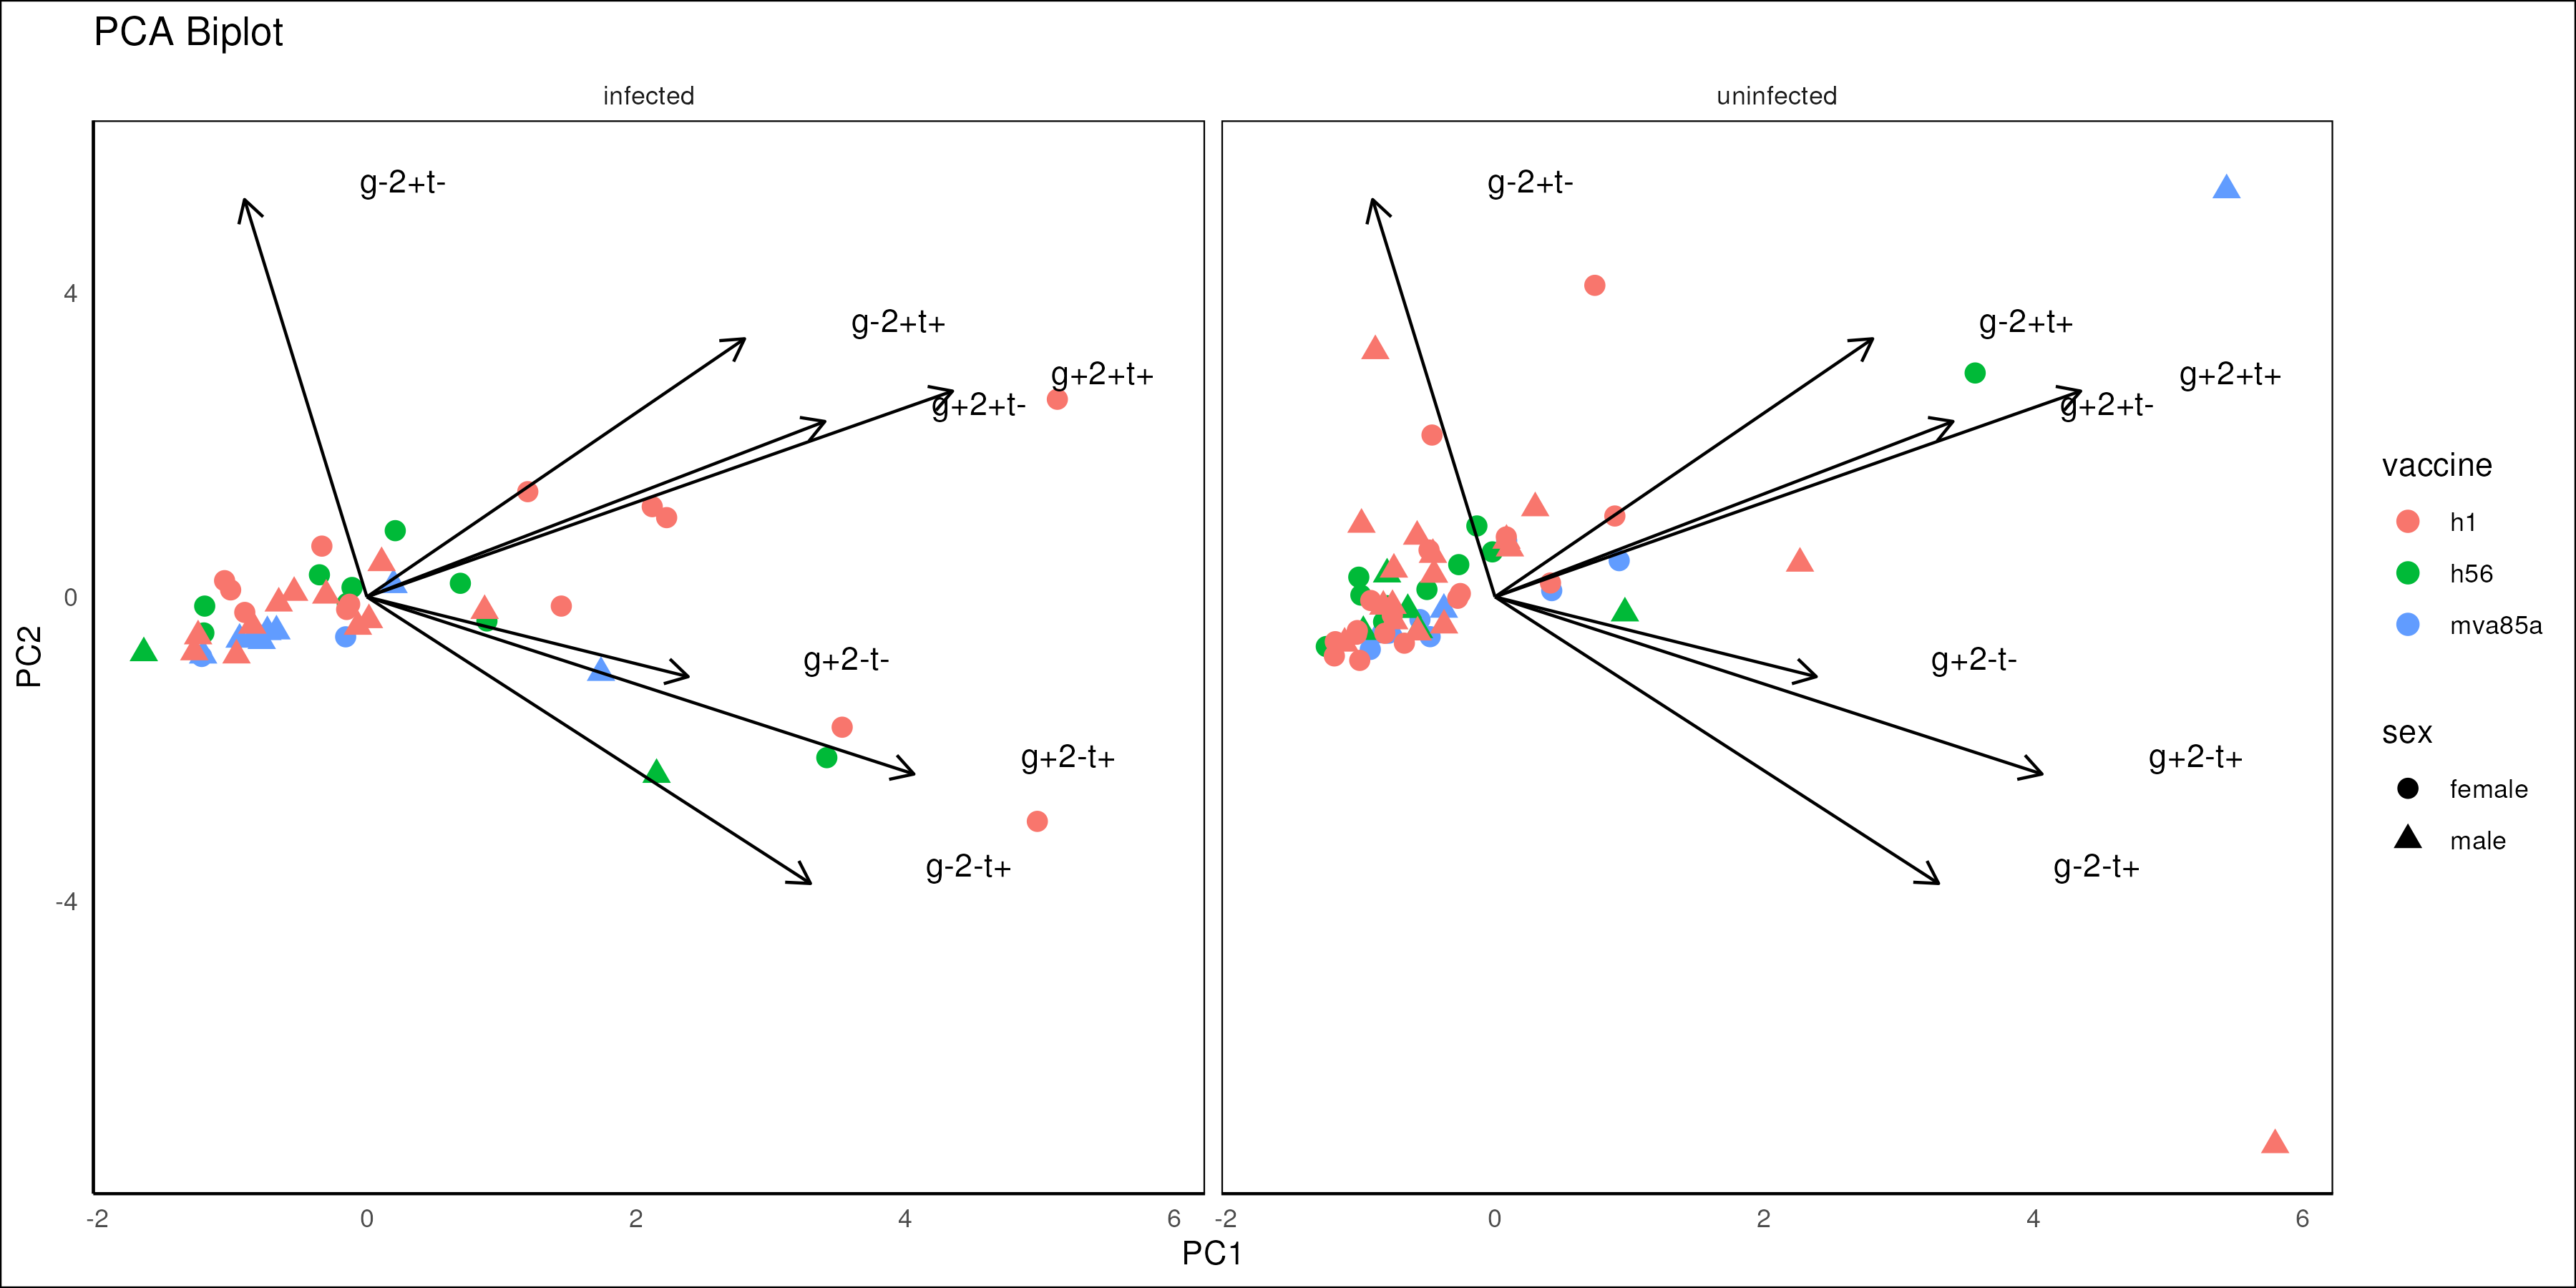 PCA Biplot
infected
uninfected
g-2+t-
g-2+t+
g+2+t+
g+2+t-
g+2-t-
g+2-t+
g-2-t+
g-2+t-
g-2+t+
g+2+t+
g+2+t-
g+2-t-
g+2-t+
g-2-t+
4
0
-4
PC2
-2 0 2 4 6
-2 0 2 4 6
PC1
vaccine
h1
h56
mva85a
sex
female
male